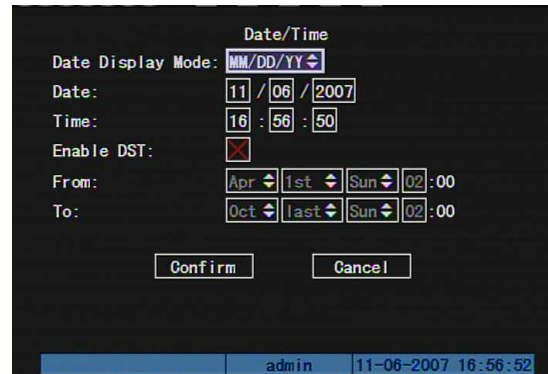 Date/Time
Date Display Mode: MM/DD/YY
Date: 11 / 06 / 2007
Time: 16 : 56 : 50
Enable DST:
From: Apr 1st Sun 02 :00
To: Oct last Sun 02 :00
Confirm Cancel
admin 11-06-2007 16:56:52